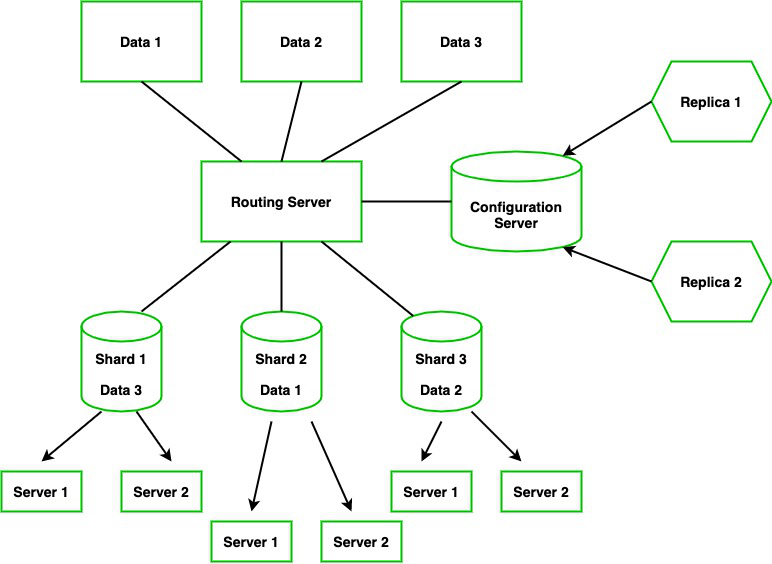 Data 1
Data 2
Data 3
Replica 1
Routing Server
Configuration
Server
Replica 2
Shard 1
Data 3
Shard 2
Data 1
Shard 3
Data 2
Server 1
Server 2
Server 1
Server 2
Server 1
Server 2